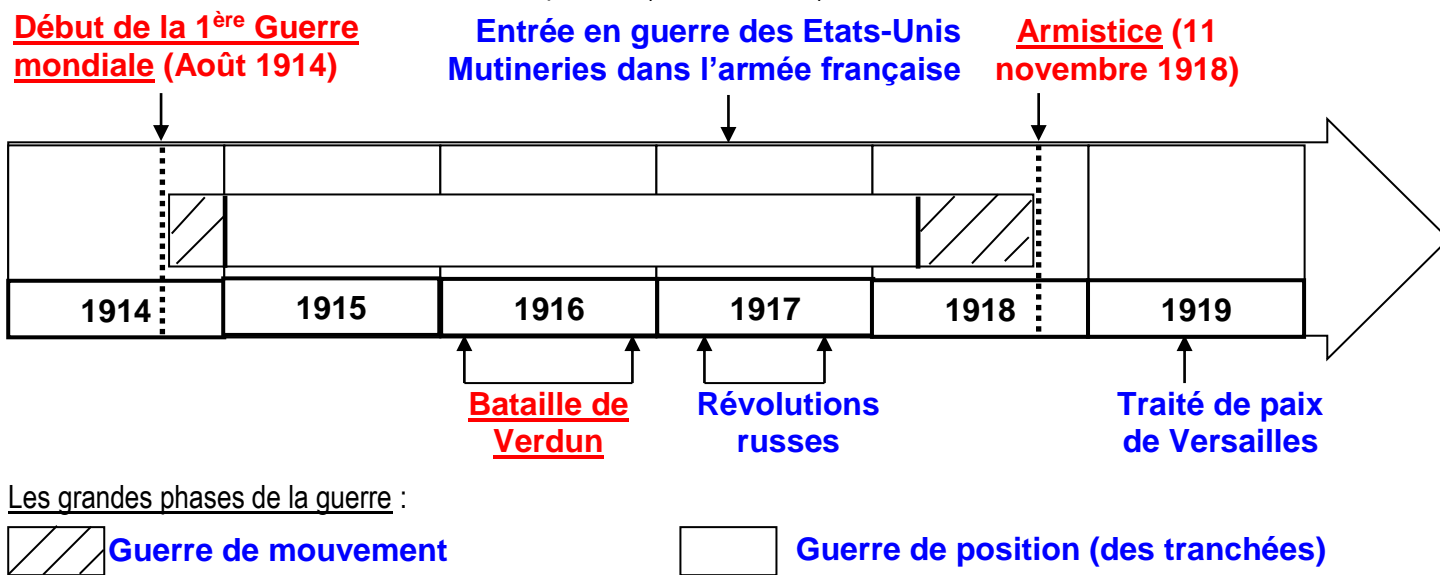 Début de la 1ère Guerre
mondiale (Août 1914)
Entrée en guerre des Etats-Unis
Mutineries dans l'armée française
Armistice (11
novembre 1918)
1914
1915
1916
1917
1918
1919
Bataille de
Verdun
Révolutions
russes
Traité de paix
de Versailles
Les grandes phases de la guerre :
Guerre de mouvement
Guerre de position (des tranchées)